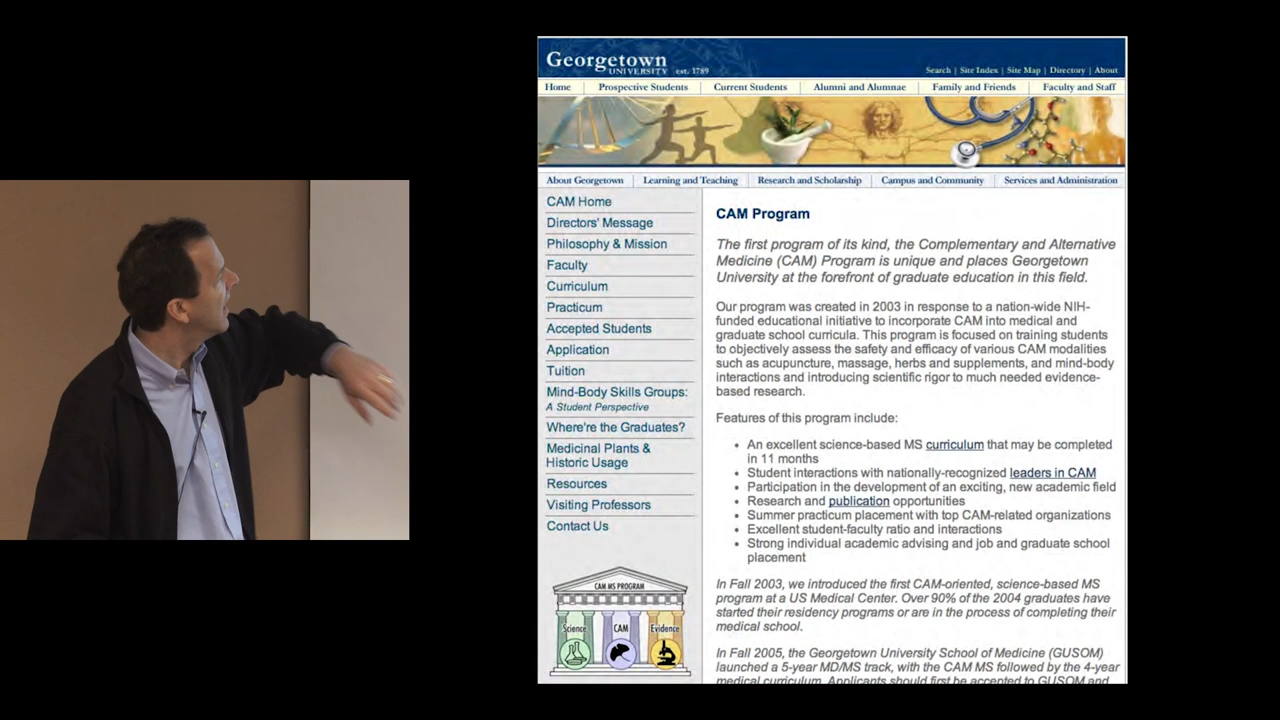 Georgetown
UNIVERSITY est. 1789
Search | Site Index | Site Map | Directory | About
Home | Prospective Students | Current Students | Alumni and Alumnae | Family and Friends | Faculty and Staff
About Georgetown | Learning and Teaching | Research and Scholarship | Campus and Community | Services and Administration
CAM Home
Directors' Message
Philosophy & Mission
Faculty
Curriculum
Practicum
Accepted Students
Application
Tuition
Mind-Body Skills Groups:
A Student Perspective
Where're the Graduates?
Medicinal Plants &
Historic Usage
Resources
Visiting Professors
Contact Us
CAM MS PROGRAM
Science CAM Evidence
CAM Program
The first program of its kind, the Complementary and Alternative
Medicine (CAM) Program is unique and places Georgetown
University at the forefront of graduate education in this field.
Our program was created in 2003 in response to a nation-wide NIH-
funded educational initiative to incorporate CAM into medical and
graduate school curricula. This program is focused on training students
to objectively assess the safety and efficacy of various CAM modalities
such as acupuncture, massage, herbs and supplements, and mind-body
interactions and introducing scientific rigor to much needed evidence-
based research.
Features of this program include:
• An excellent science-based MS curriculum that may be completed
in 11 months
• Student interactions with nationally-recognized leaders in CAM
• Participation in the development of an exciting, new academic field
• Research and publication opportunities
• Summer practicum placement with top CAM-related organizations
• Excellent student-faculty ratio and interactions
• Strong individual academic advising and job and graduate school
placement
In Fall 2003, we introduced the first CAM-oriented, science-based MS
program at a US Medical Center. Over 90% of the 2004 graduates have
started their residency programs or are in the process of completing their
medical school.
In Fall 2005, the Georgetown University School of Medicine (GUSOM)
launched a 5-year MD/MS track, with the CAM MS followed by the 4-year
medical curriculum. Applicants should first be accepted to GUSOM and